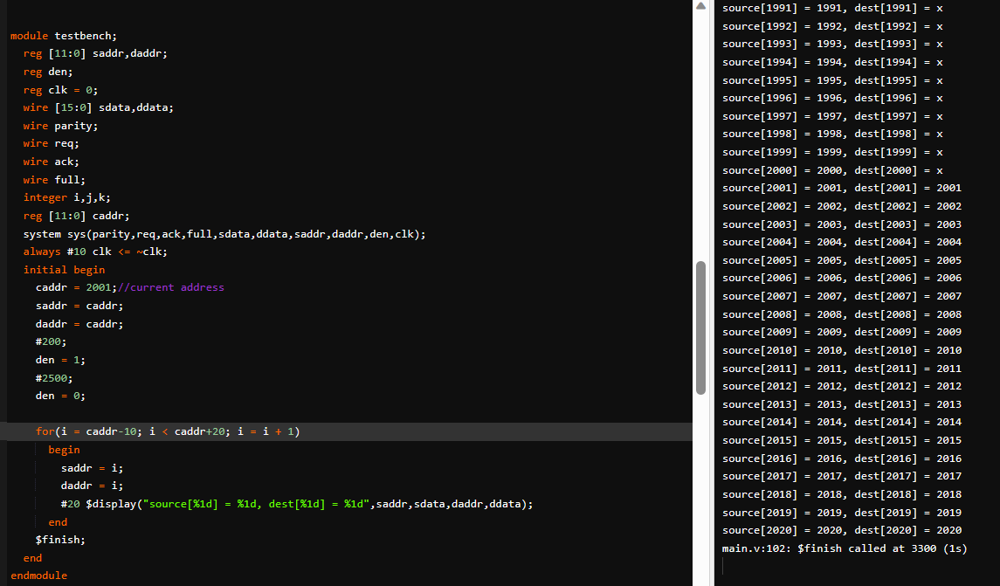 module testbench;
reg [11:0] saddr,daddr;
reg den;
reg clk = 0;
wire [15:0] sdata,ddata;
wire parity;
wire req;
wire ack;
wire full;
integer i,j,k;
reg [11:0] caddr;
system sys(parity,req,ack,full,sdata,ddata,saddr,daddr,den,clk);
always #10 clk <= ~clk;
initial begin
caddr = 2001;//current address
saddr = caddr;
daddr = caddr;
#200;
den = 1;
#2500;
den = 0;
for(i = caddr-10; i < caddr+20; i = i + 1)
begin
saddr = i;
daddr = i;
#20 $display("source[%1d] = %1d, dest[%1d] = %1d",saddr,sdata,daddr,ddata);
end
$finish;
end
endmodule
source[1991] = 1991, dest[1991] = x
source[1992] = 1992, dest[1992] = x
source[1993] = 1993, dest[1993] = x
source[1994] = 1994, dest[1994] = x
source[1995] = 1995, dest[1995] = x
source[1996] = 1996, dest[1996] = x
source[1997] = 1997, dest[1997] = x
source[1998] = 1998, dest[1998] = x
source[1999] = 1999, dest[1999] = x
source[2000] = 2000, dest[2000] = x
source[2001] = 2001, dest[2001] = 2001
source[2002] = 2002, dest[2002] = 2002
source[2003] = 2003, dest[2003] = 2003
source[2004] = 2004, dest[2004] = 2004
source[2005] = 2005, dest[2005] = 2005
source[2006] = 2006, dest[2006] = 2006
source[2007] = 2007, dest[2007] = 2007
source[2008] = 2008, dest[2008] = 2008
source[2009] = 2009, dest[2009] = 2009
source[2010] = 2010, dest[2010] = 2010
source[2011] = 2011, dest[2011] = 2011
source[2012] = 2012, dest[2012] = 2012
source[2013] = 2013, dest[2013] = 2013
source[2014] = 2014, dest[2014] = 2014
source[2015] = 2015, dest[2015] = 2015
source[2016] = 2016, dest[2016] = 2016
source[2017] = 2017, dest[2017] = 2017
source[2018] = 2018, dest[2018] = 2018
source[2019] = 2019, dest[2019] = 2019
source[2020] = 2020, dest[2020] = 2020
main.v:102: $finish called at 3300 (1s)